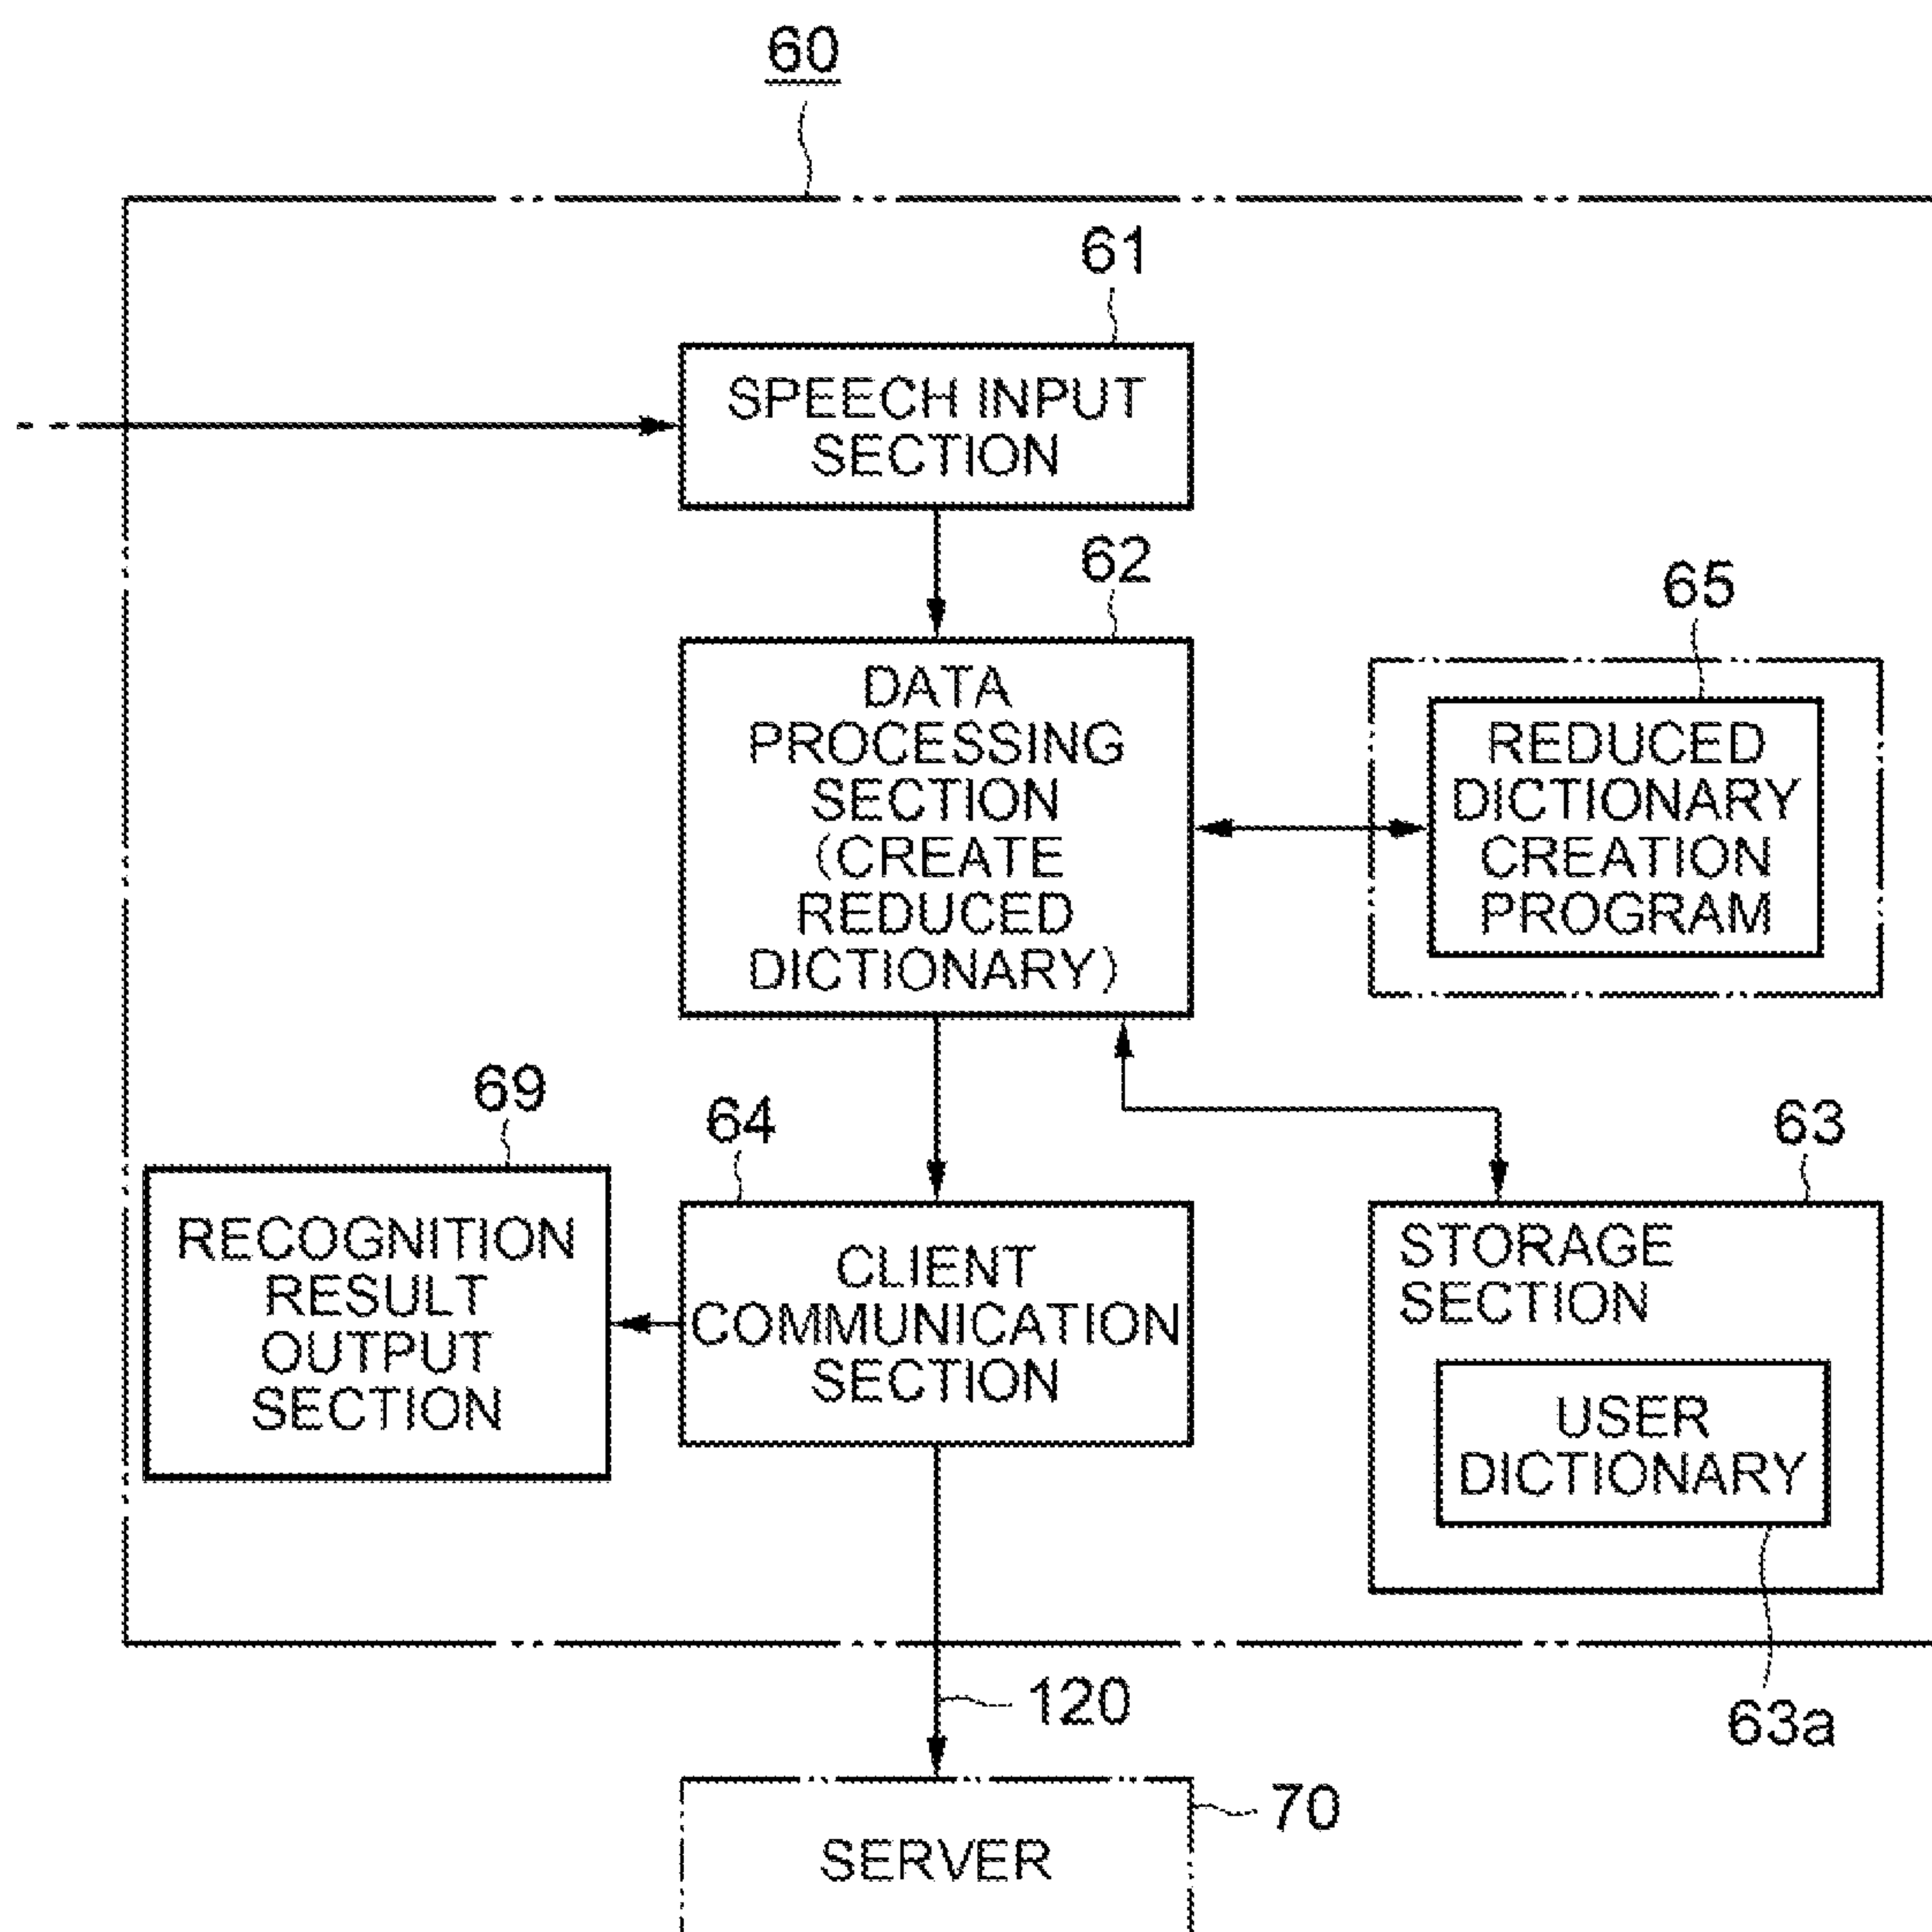 60
61
SPEECH INPUT
SECTION
62
DATA
PROCESSING
SECTION
(CREATE
REDUCED
DICTIONARY)
65
REDUCED
DICTIONARY
CREATION
PROGRAM
69
RECOGNITION
RESULT
OUTPUT
SECTION
64
CLIENT
COMMUNICATION
SECTION
63
STORAGE
SECTION
USER
DICTIONARY
63a
120
70
SERVER